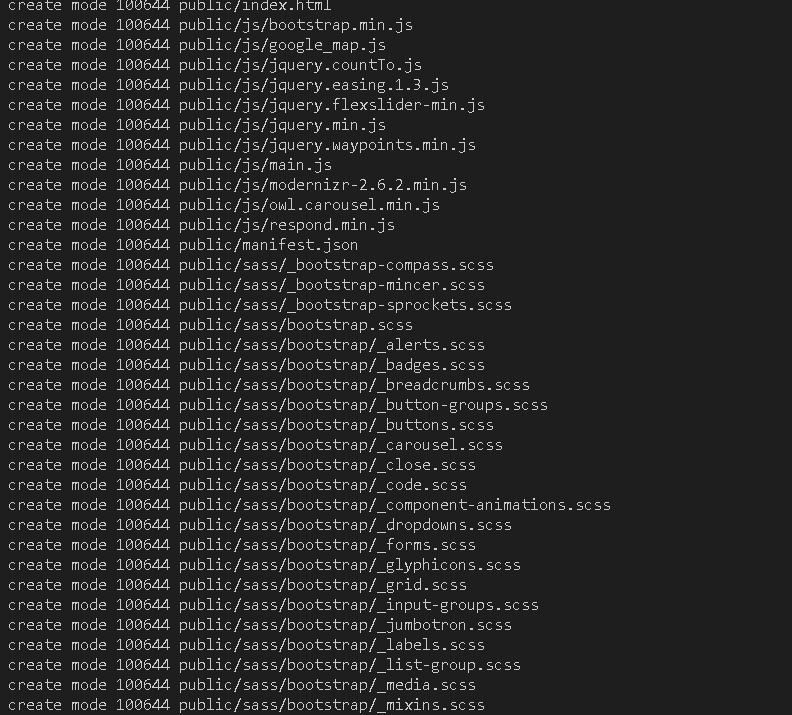 create mode 100644 public/index.html
create mode 100644 public/js/bootstrap.min.js
create mode 100644 public/js/google_map.js
create mode 100644 public/js/jquery.countTo.js
create mode 100644 public/js/jquery.easing.1.3.js
create mode 100644 public/js/jquery.flexslider-min.js
create mode 100644 public/js/jquery.min.js
create mode 100644 public/js/jquery.waypoints.min.js
create mode 100644 public/js/main.js
create mode 100644 public/js/modernizr-2.6.2.min.js
create mode 100644 public/js/owl.carousel.min.js
create mode 100644 public/js/respond.min.js
create mode 100644 public/manifest.json
create mode 100644 public/sass/_bootstrap-compass.scss
create mode 100644 public/sass/_bootstrap-mincer.scss
create mode 100644 public/sass/_bootstrap-sprockets.scss
create mode 100644 public/sass/bootstrap.scss
create mode 100644 public/sass/bootstrap/_alerts.scss
create mode 100644 public/sass/bootstrap/_badges.scss
create mode 100644 public/sass/bootstrap/_breadcrumbs.scss
create mode 100644 public/sass/bootstrap/_button-groups.scss
create mode 100644 public/sass/bootstrap/_buttons.scss
create mode 100644 public/sass/bootstrap/_carousel.scss
create mode 100644 public/sass/bootstrap/_close.scss
create mode 100644 public/sass/bootstrap/_code.scss
create mode 100644 public/sass/bootstrap/_component-animations.scss
create mode 100644 public/sass/bootstrap/_dropdowns.scss
create mode 100644 public/sass/bootstrap/_forms.scss
create mode 100644 public/sass/bootstrap/_glyphicons.scss
create mode 100644 public/sass/bootstrap/_grid.scss
create mode 100644 public/sass/bootstrap/_input-groups.scss
create mode 100644 public/sass/bootstrap/_jumbotron.scss
create mode 100644 public/sass/bootstrap/_labels.scss
create mode 100644 public/sass/bootstrap/_list-group.scss
create mode 100644 public/sass/bootstrap/_media.scss
create mode 100644 public/sass/bootstrap/_mixins.scss